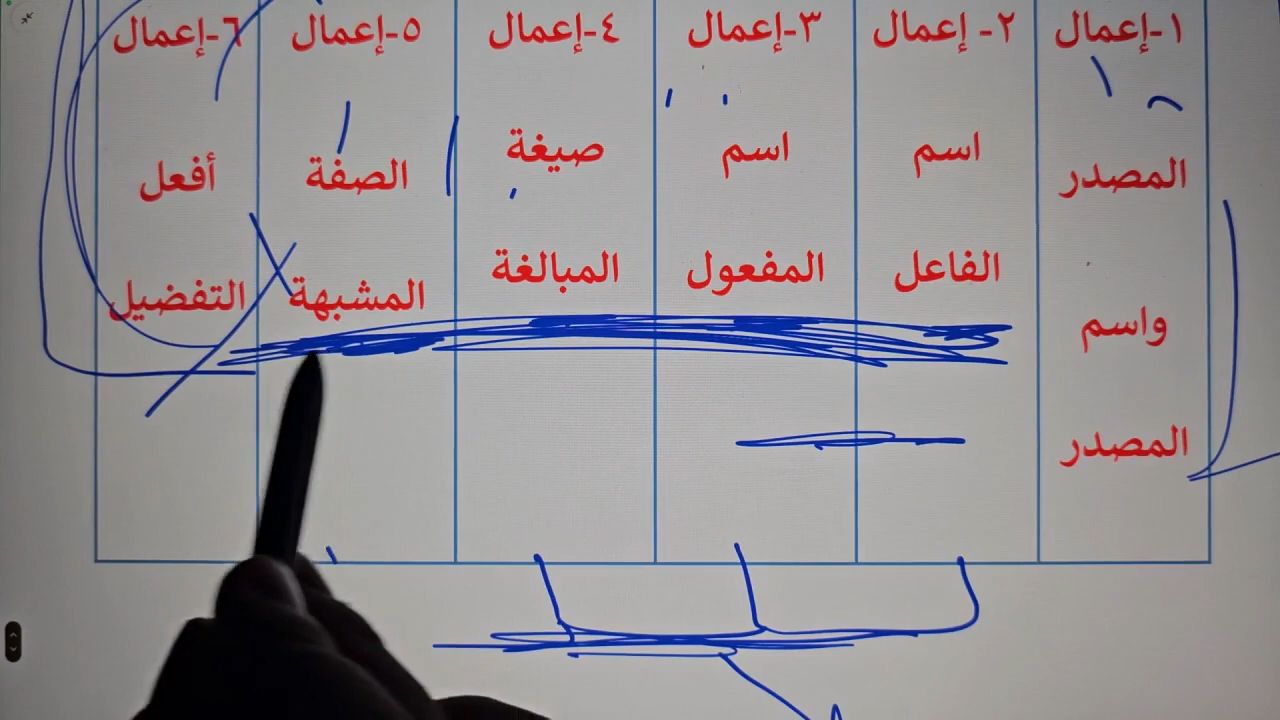 ١-إعمال
المصدر
واسم
المصدر
٢- إعمال
اسم
الفاعل
٣-إعمال
اسم
المفعول
٤-إعمال
صيغة
المبالغة
٥-إعمال
الصفة
المشبهة
٦-إعمال
أفعل
التفضيل